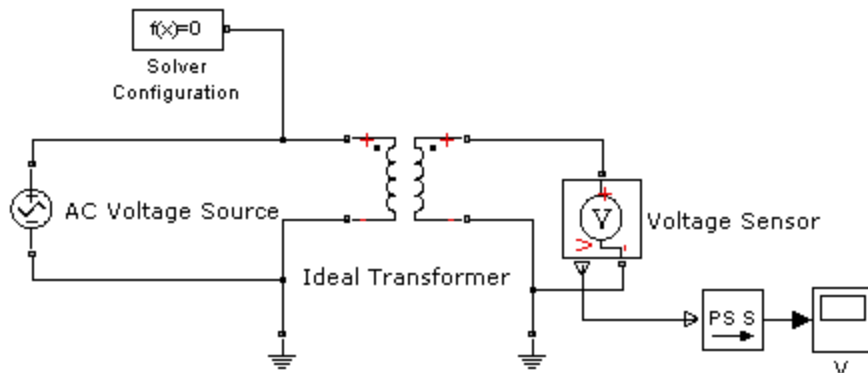 f(x)=0
Solver
Configuration
AC Voltage Source
Ideal Transformer
V
V
Voltage Sensor
PS S
V